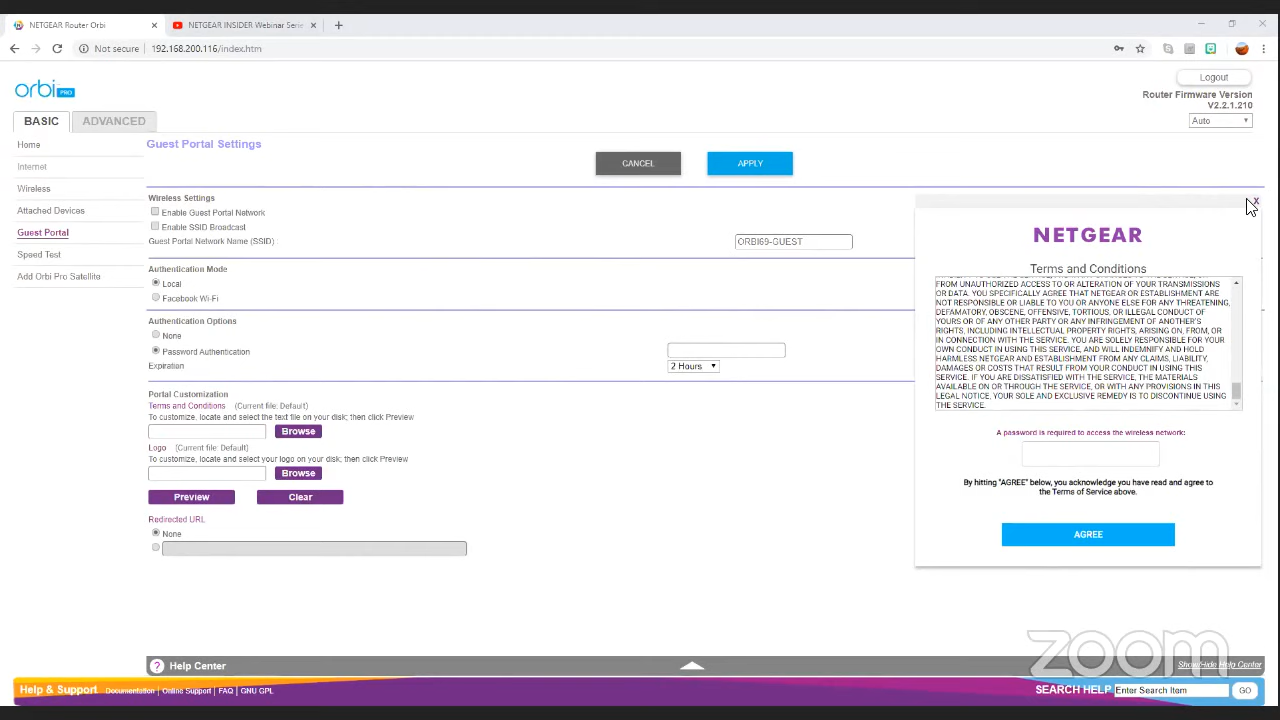 NETGEAR Router Orbi
NETGEAR INSIDER Webinar Serie
Not secure
192.168.200.116/index.htm
orbi PRO
Logout
Router Firmware Version
V2.2.1.210
Auto
BASIC
ADVANCED
Home
Internet
Wireless
Attached Devices
Guest Portal
Speed Test
Add Orbi Pro Satellite
Guest Portal Settings
CANCEL
APPLY
Wireless Settings
Enable Guest Portal Network
Enable SSID Broadcast
Guest Portal Network Name (SSID)
ORBI69-GUEST
Authentication Mode
Local
Facebook Wi-Fi
Authentication Options
None
Password Authentication
Expiration
2 Hours
Portal Customization
Terms and Conditions (Current file: Default)
To customize, locate and select the text file on your disk; then click Preview
Browse
Logo (Current file: Default)
To customize, locate and select your logo on your disk; then click Preview
Browse
Preview
Clear
Redirected URL
None
X
NETGEAR
Terms and Conditions
FROM UNAUTHORIZED ACCESS TO OR ALTERATION OF YOUR TRANSMISSIONS
OR DATA. YOU SPECIFICALLY AGREE THAT NETGEAR OR ESTABLISHMENT ARE
NOT RESPONSIBLE OR LIABLE TO YOU OR ANYONE ELSE FOR ANY THREATENING,
DEFAMATORY, OBSCENE, OFFENSIVE, TORTIOUS, OR ILLEGAL CONDUCT OF
YOURS OR OF ANY OTHER PARTY OR ANY INFRINGEMENT OF ANOTHER'S
RIGHTS, INCLUDING INTELLECTUAL PROPERTY RIGHTS, ARISING ON, FROM, OR
IN CONNECTION WITH THE SERVICE. YOU ARE SOLELY RESPONSIBLE FOR YOUR
OWN CONDUCT IN USING THIS SERVICE, AND WILL INDEMNIFY AND HOLD
HARMLESS NETGEAR AND ESTABLISHMENT FROM ANY CLAIMS, LIABILITY,
DAMAGES OR COSTS THAT RESULT FROM YOUR CONDUCT IN USING THIS
SERVICE. IF YOU ARE DISSATISFIED WITH THE SERVICE, THE MATERIALS
AVAILABLE ON OR THROUGH THE SERVICE, OR WITH ANY PROVISIONS IN THIS
LEGAL NOTICE, YOUR SOLE AND EXCLUSIVE REMEDY IS TO DISCONTINUE USING
THE SERVICE.
A password is required to access the wireless network:
By hitting "AGREE" below, you acknowledge you have read and agree to
the Terms of Service above.
AGREE
zoom
? Help Center
Show/Hide Help Center
Help & Support Documentation | Online Support | FAQ | GNU GPL
SEARCH HELP
Enter Search Item
GO